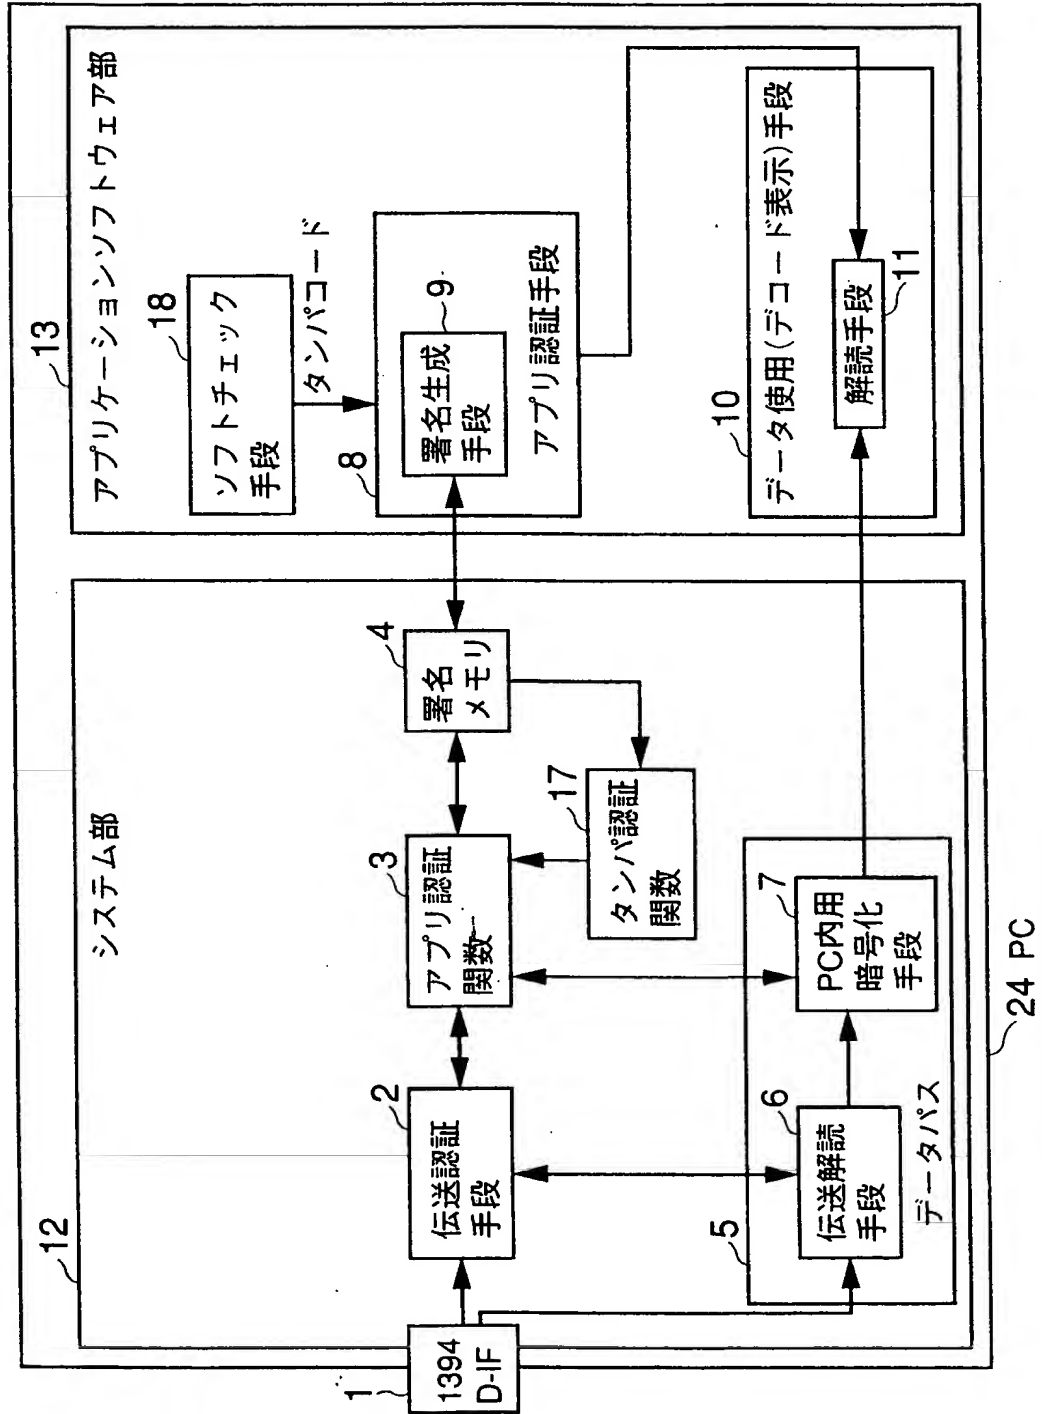 12
システム部
1
1394
D-IF
2
伝送認証
手段
3
アプリ認証
関数
4
署名
メモリ
17
タンパ認証
関数
5
6
伝送解読
手段
7
PC内用
暗号化
手段
データパス
13
アプリケーションソフトウェア部
18
ソフトチェック
手段
タンパコード
8
9
署名生成
手段
アプリ認証手段
10
データ使用(デコード表示)手段
解読手段
11
24 PC